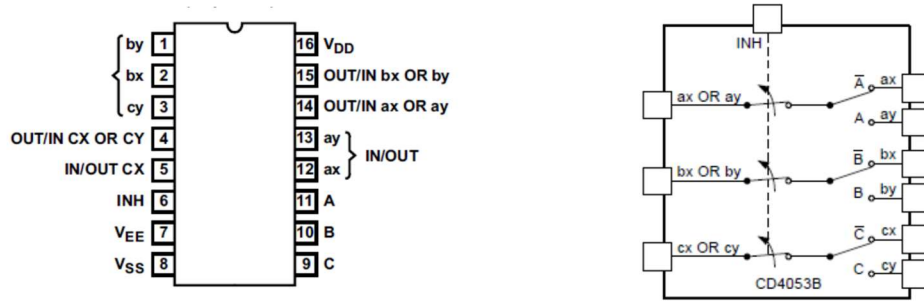 by 1
bx 2
cy 3
OUT/IN CX OR CY 4
IN/OUT CX 5
INH 6
VEE 7
VSS 8
16 VDD
15 OUT/IN bx OR by
14 OUT/IN ax OR ay
13 ay
IN/OUT
12 ax
11 A
10 B
9 C
INH
ax OR ay
A̅ ax
A ay
bx OR by
B̅ bx
B by
cx OR cy
C̅ cx
C cy
CD4053B